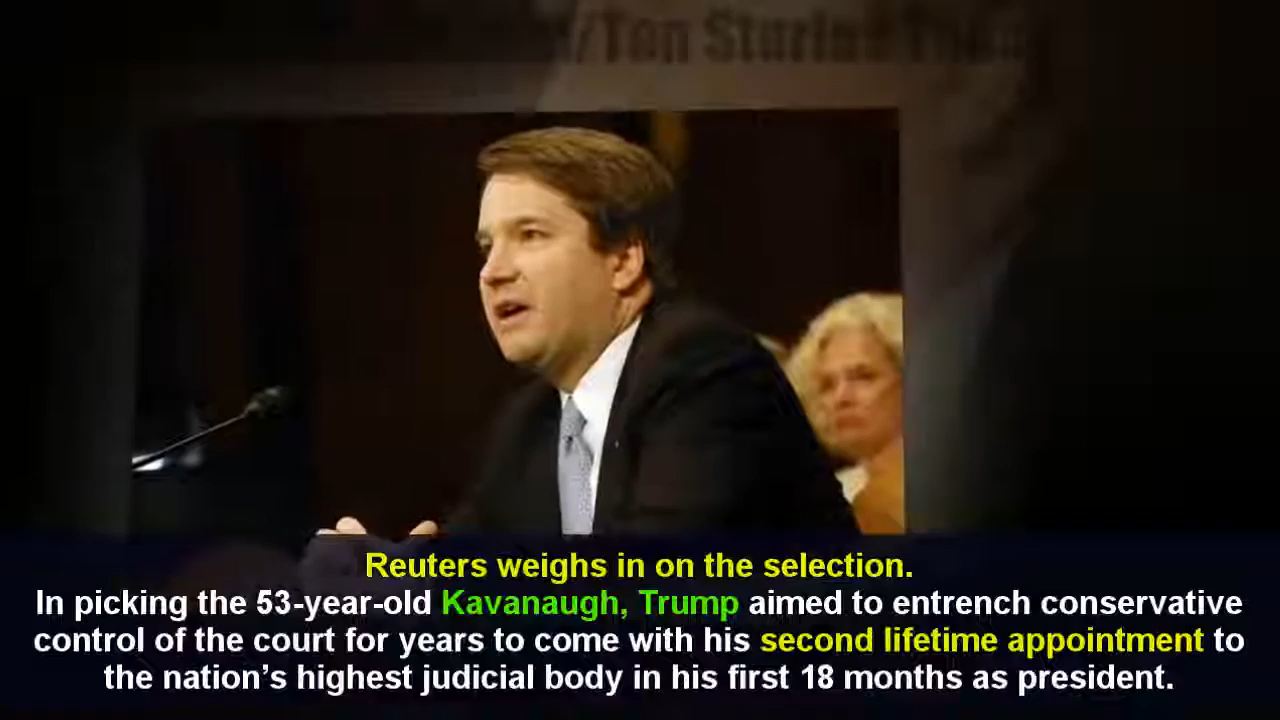 Reuters weighs in on the selection.
In picking the 53-year-old Kavanaugh, Trump aimed to entrench conservative
control of the court for years to come with his second lifetime appointment to
the nation’s highest judicial body in his first 18 months as president.